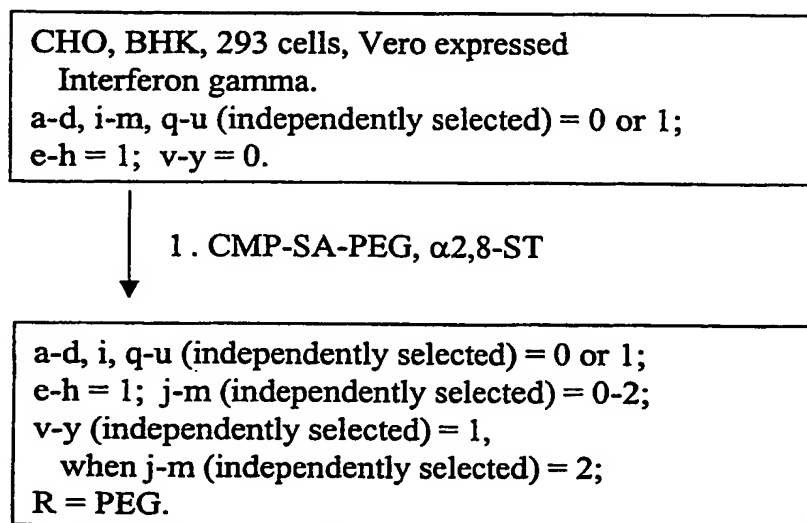 CHO, BHK, 293 cells, Vero expressed
Interferon gamma.
a-d, i-m, q-u (independently selected) = 0 or 1;
e-h = 1; v-y = 0.
1. CMP-SA-PEG, α2,8-ST
a-d, i, q-u (independently selected) = 0 or 1;
e-h = 1; j-m (independently selected) = 0-2;
v-y (independently selected) = 1,
when j-m (independently selected) = 2;
R = PEG.